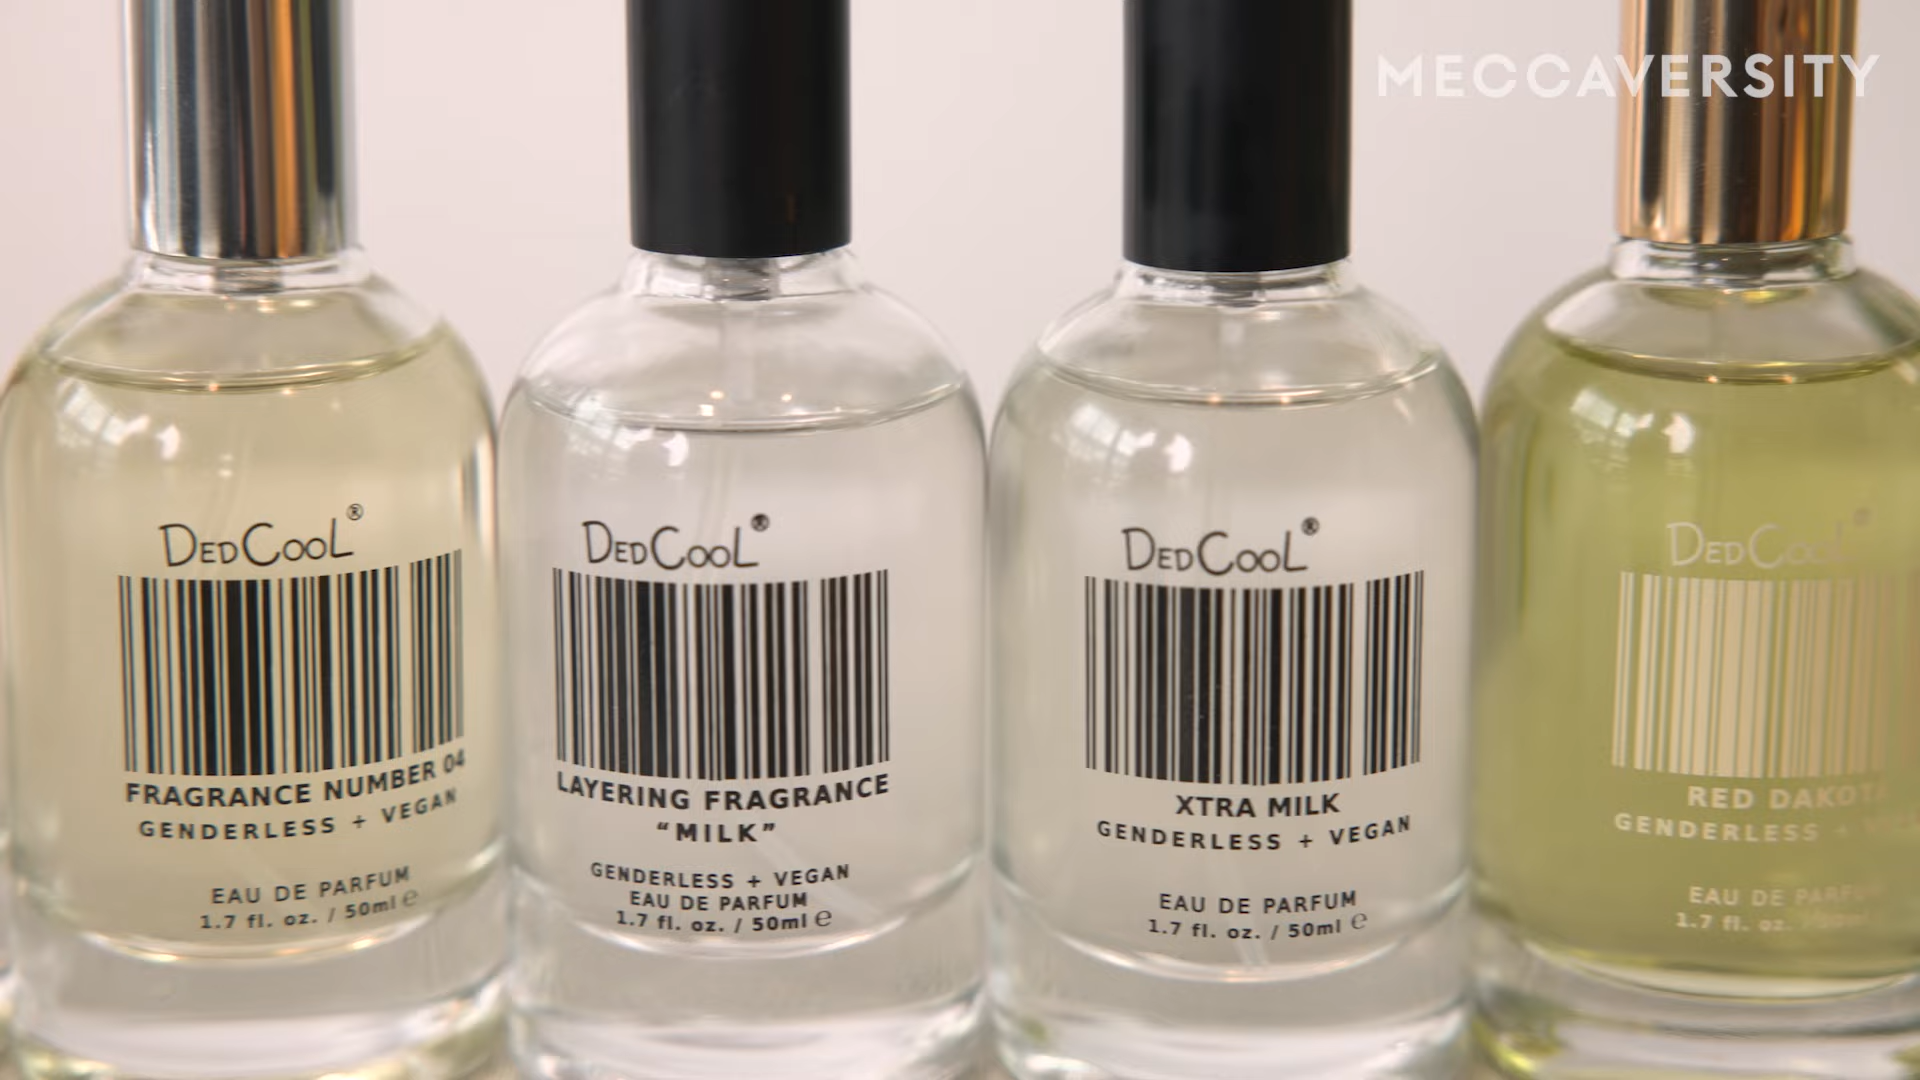 MECCAVERSITY
DEDCOOL®
FRAGRANCE NUMBER 04
GENDERLESS + VEGAN
EAU DE PARFUM
1.7 fl. oz. / 50ml ℮
DEDCOOL®
LAYERING FRAGRANCE
“MILK”
GENDERLESS + VEGAN
EAU DE PARFUM
1.7 fl. oz. / 50ml ℮
DEDCOOL®
XTRA MILK
GENDERLESS + VEGAN
EAU DE PARFUM
1.7 fl. oz. / 50ml ℮
DEDCOOL®
RED DAKOTA
GENDERLESS +
EAU DE PARFUM
1.7 fl. oz.